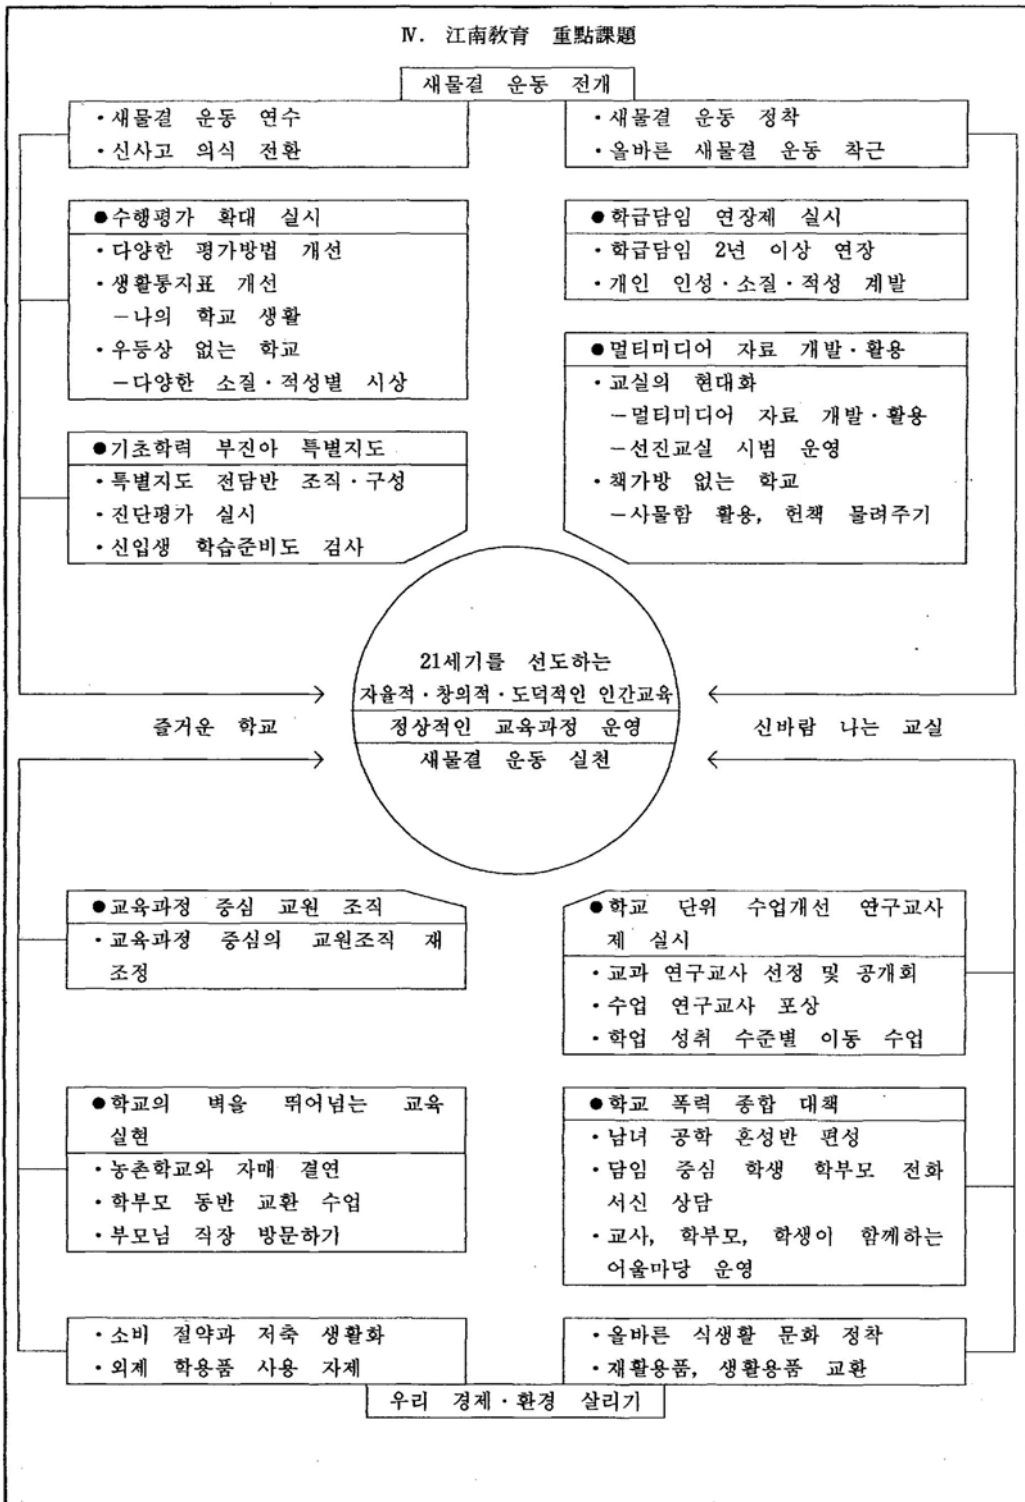 Ⅳ. 江南敎育 重點課題
새물결 운동 전개
· 새물결 운동 연수
· 신사고 의식 전환
· 새물결 운동 정착
· 올바른 새물결 운동 착근
●수행평가 확대 실시
· 다양한 평가방법 개선
· 생활통지표 개선
－나의 학교 생활
· 우등상 없는 학교
－다양한 소질·적성별 시상
●학급담임 연장제 실시
· 학급담임 2년 이상 연장
· 개인 인성·소질·적성 계발
●멀티미디어 자료 개발·활용
· 교실의 현대화
－멀티미디어 자료 개발·활용
－선진교실 시범 운영
· 책가방 없는 학교
－사물함 활용, 헌책 물려주기
●기초학력 부진아 특별지도
· 특별지도 전담반 조직·구성
· 진단평가 실시
· 신입생 학습준비도 검사
21세기를 선도하는
자율적·창의적·도덕적인 인간교육
정상적인 교육과정 운영
새물결 운동 실천
즐거운 학교
신바람 나는 교실
●교육과정 중심 교원 조직
· 교육과정 중심의 교원조직 재
조정
●학교 단위 수업개선 연구교사
제 실시
· 교과 연구교사 선정 및 공개회
· 수업 연구교사 포상
· 학업 성취 수준별 이동 수업
●학교의 벽을 뛰어넘는 교육
실현
· 농촌학교와 자매 결연
· 학부모 동반 교환 수업
· 부모님 직장 방문하기
●학교 폭력 종합 대책
· 남녀 공학 혼성반 편성
· 담임 중심 학생 학부모 전화
서신 상담
· 교사, 학부모, 학생이 함께하는
어울마당 운영
· 소비 절약과 저축 생활화
· 외제 학용품 사용 자제
· 올바른 식생활 문화 정착
· 재활용품, 생활용품 교환
우리 경제·환경 살리기